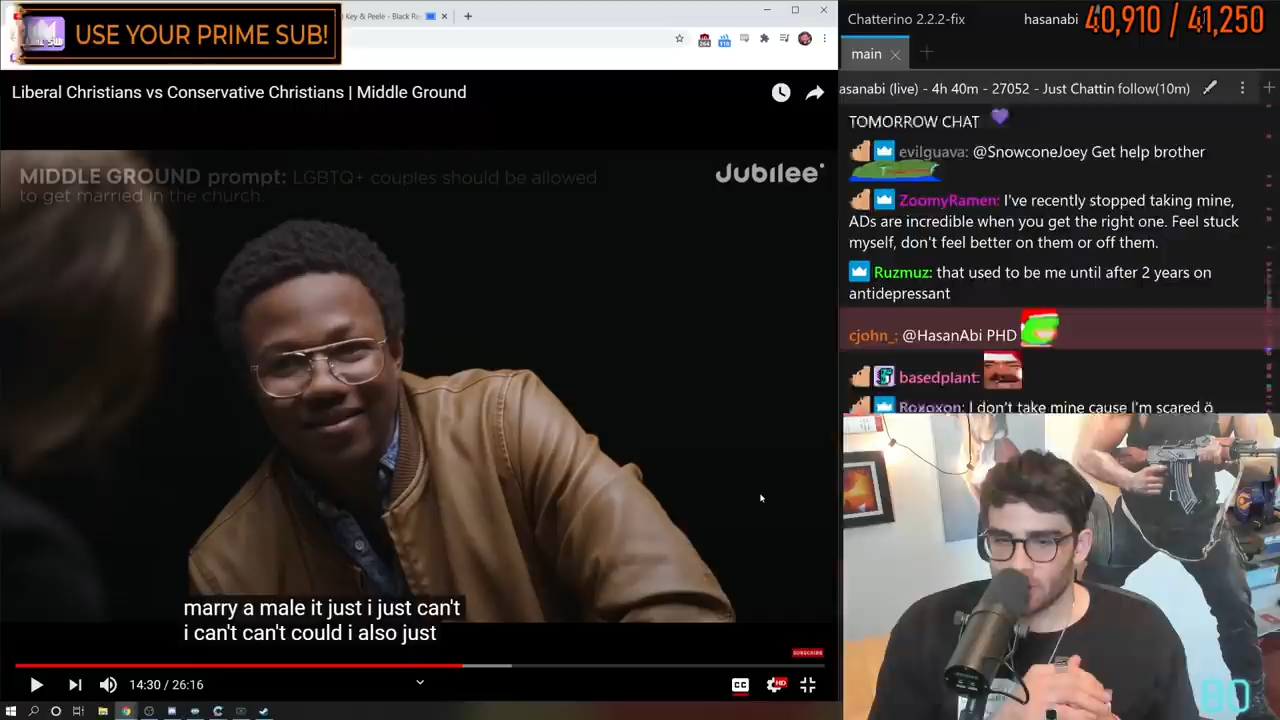 USE YOUR PRIME SUB!
Key & Peele - Black Re
Liberal Christians vs Conservative Christians | Middle Ground
MIDDLE GROUND prompt: LGBTQ+ couples should be allowed
to get married in the church.
Jubilee
marry a male it just i just can't
i can't can't could i also just
SUBSCRIBE
14:30 / 26:16
CC
HD
Chatterino 2.2.2-fix
hasanabi
40,910 / 41,250
main
asanabi (live) - 4h 40m - 27052 - Just Chattin follow(10m)
TOMORROW CHAT
evilguava: @SnowconeJoey Get help brother
ZoomyRamen: I've recently stopped taking mine,
ADs are incredible when you get the right one. Feel stuck
myself, don't feel better on them or off them.
Ruzmuz: that used to be me until after 2 years on
antidepressant
cjohn_: @HasanAbi PHD
basedplant:
Roxoxon: I don't take mine cause I'm scared ö
80